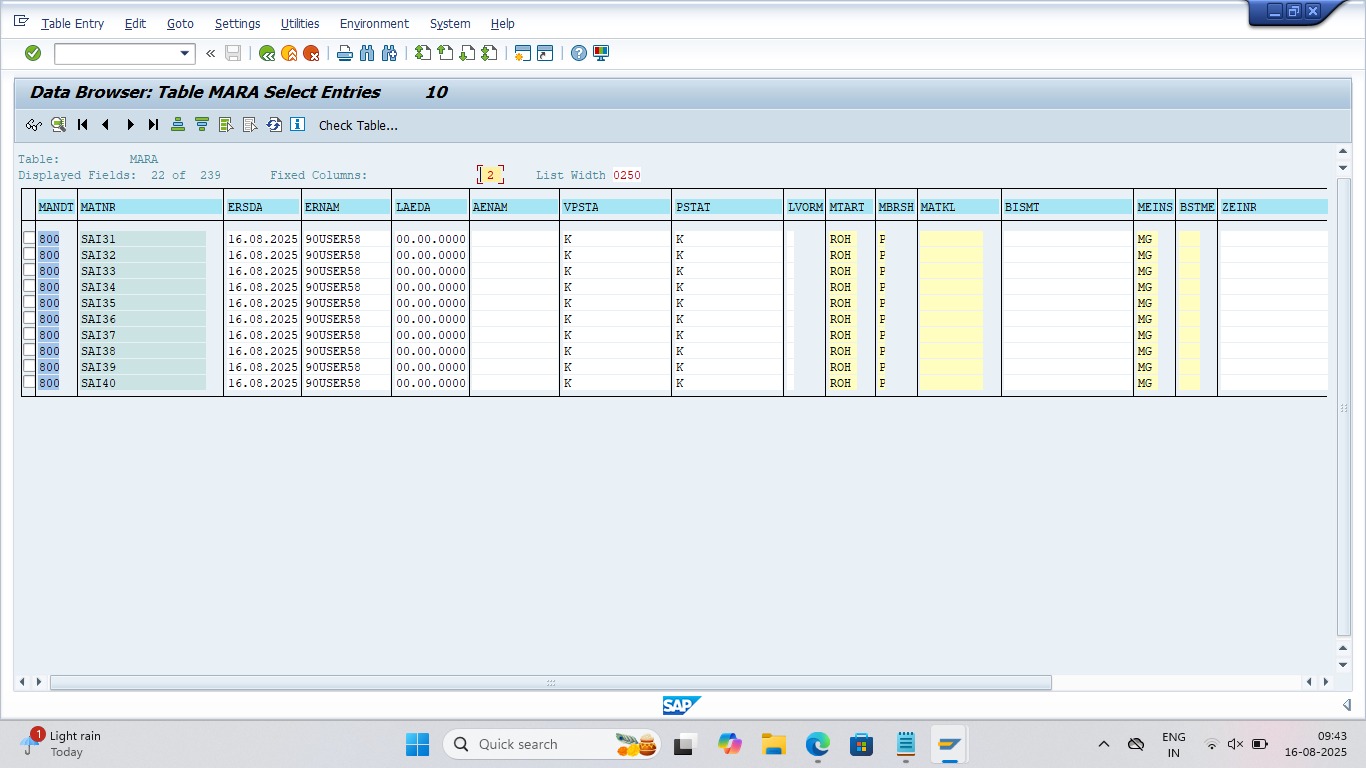 Table Entry Edit Goto Settings Utilities Environment System Help
Data Browser: Table MARA Select Entries 10
Check Table...
Table: MARA
Displayed Fields: 22 of 239 Fixed Columns: 2 List Width 0250
MANDT MATNR ERSDA ERNAM LAEDA AENAM VPSTA PSTAT LVORM MTART MBRSH MATKL BISMT MEINS BSTME ZEINR
800 SAI31 16.08.2025 90USER58 00.00.0000 K K ROH P MG
800 SAI32 16.08.2025 90USER58 00.00.0000 K K ROH P MG
800 SAI33 16.08.2025 90USER58 00.00.0000 K K ROH P MG
800 SAI34 16.08.2025 90USER58 00.00.0000 K K ROH P MG
800 SAI35 16.08.2025 90USER58 00.00.0000 K K ROH P MG
800 SAI36 16.08.2025 90USER58 00.00.0000 K K ROH P MG
800 SAI37 16.08.2025 90USER58 00.00.0000 K K ROH P MG
800 SAI38 16.08.2025 90USER58 00.00.0000 K K ROH P MG
800 SAI39 16.08.2025 90USER58 00.00.0000 K K ROH P MG
800 SAI40 16.08.2025 90USER58 00.00.0000 K K ROH P MG
SAP
1 Light rain
Today
Quick search
ENG
IN
09:43
16-08-2025